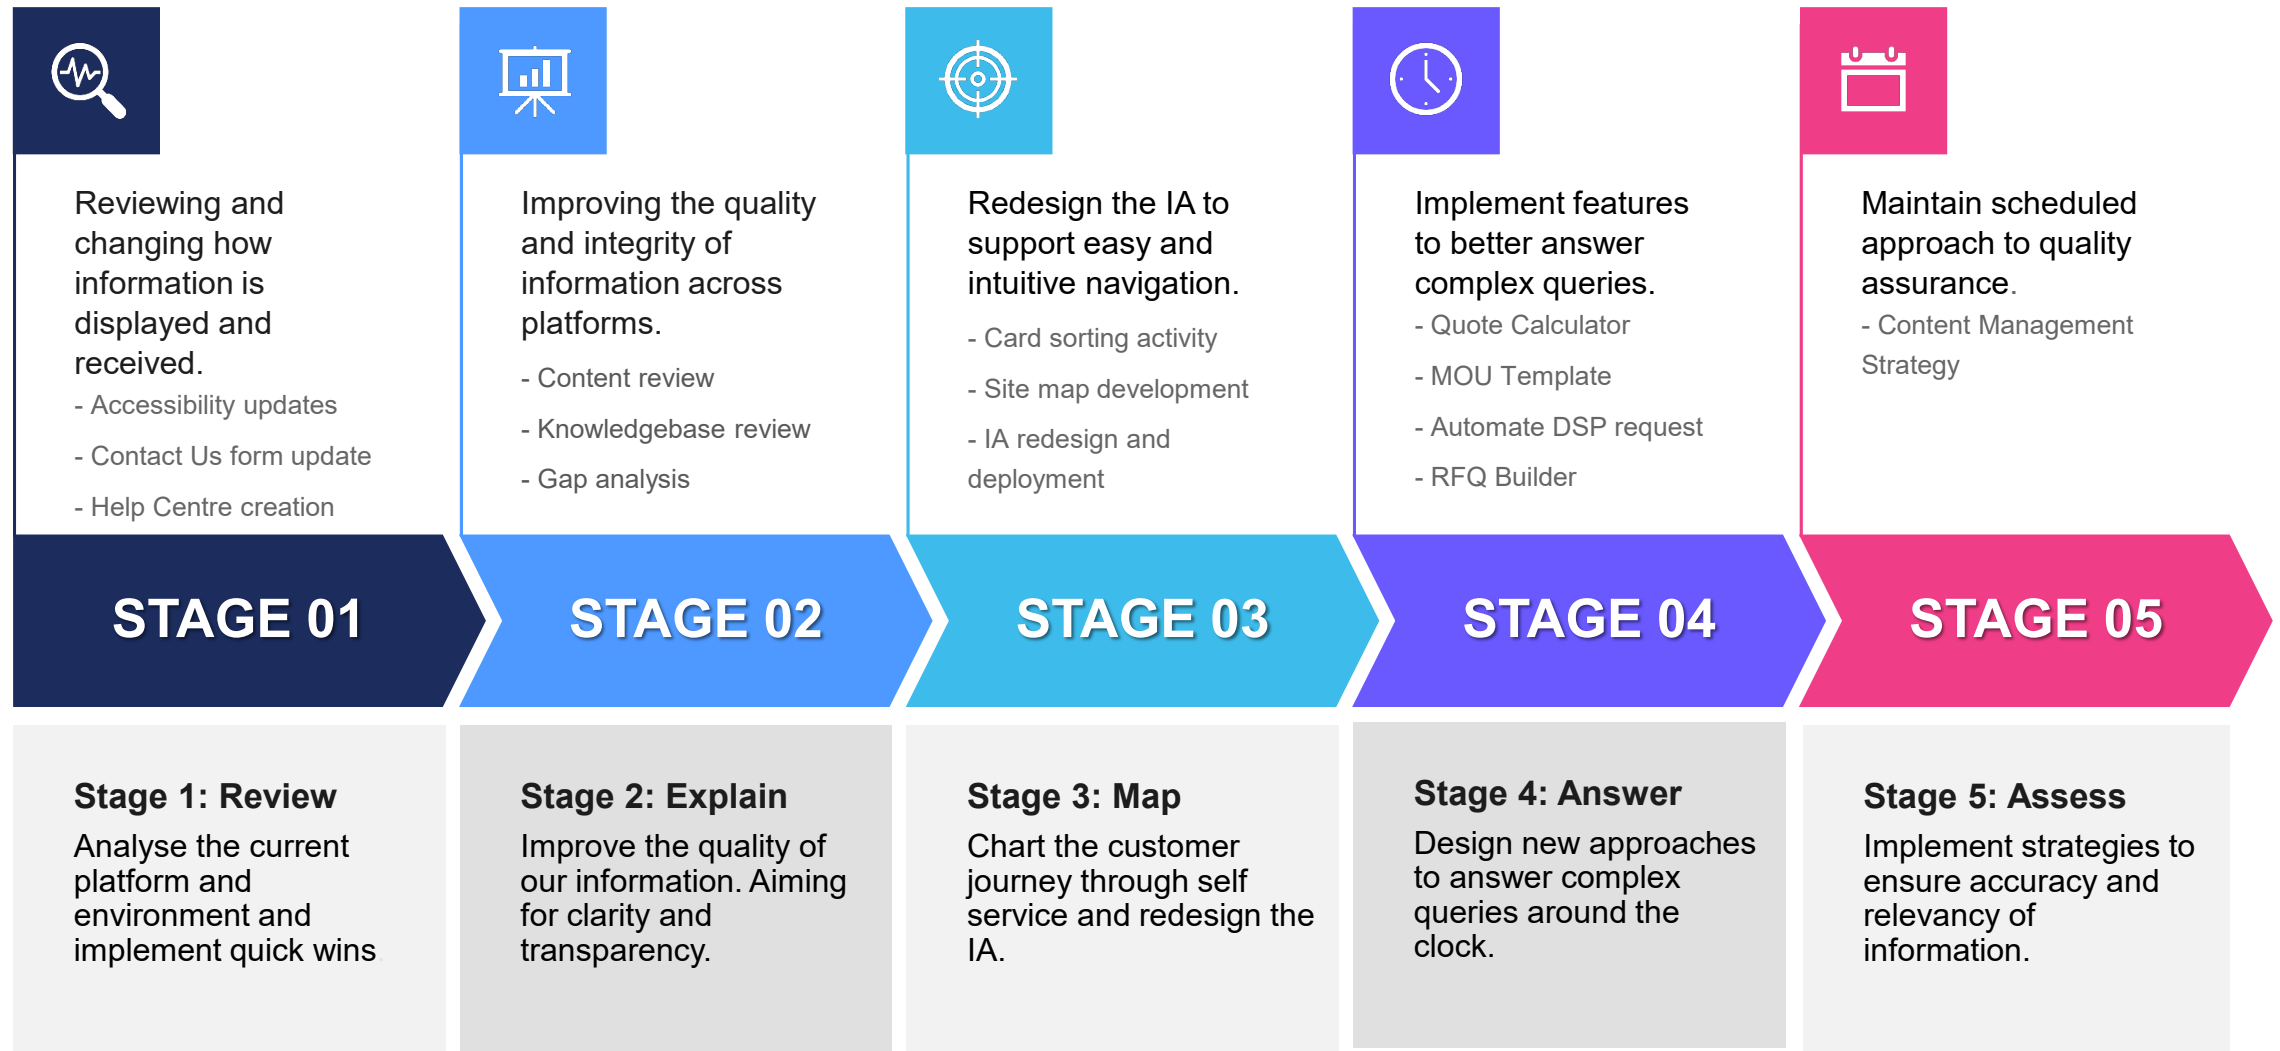 Reviewing and
changing how
information is
displayed and
received.
- Accessibility updates
- Contact Us form update
- Help Centre creation
Improving the quality
and integrity of
information across
platforms.
- Content review
- Knowledgebase review
- Gap analysis
Redesign the IA to
support easy and
intuitive navigation.
- Card sorting activity
- Site map development
- IA redesign and
deployment
Implement features
to better answer
complex queries.
- Quote Calculator
- MOU Template
- Automate DSP request
- RFQ Builder
Maintain scheduled
approach to quality
assurance.
- Content Management
Strategy
STAGE 01
STAGE 02
STAGE 03
STAGE 04
STAGE 05
Stage 1: Review
Analyse the current
platform and
environment and
implement quick wins.
Stage 2: Explain
Improve the quality of
our information. Aiming
for clarity and
transparency.
Stage 3: Map
Chart the customer
journey through self
service and redesign the
IA.
Stage 4: Answer
Design new approaches
to answer complex
queries around the
clock.
Stage 5: Assess
Implement strategies to
ensure accuracy and
relevancy of
information.